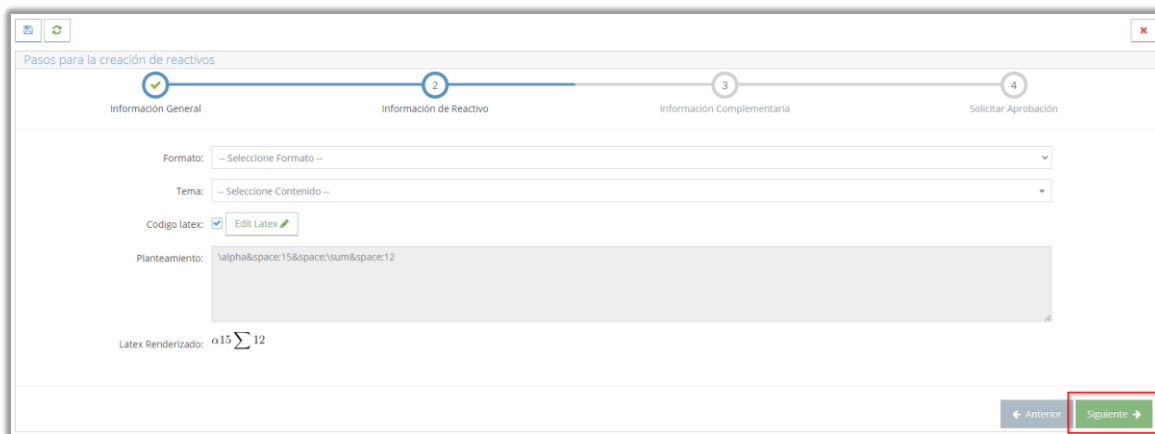 Pasos para la creación de reactivos
2
3
4
Información General
Información de Reactivo
Información Complementaria
Solicitar Aprobación
Formato: -- Seleccione Formato --
Tema: -- Seleccione Contenido --
Codigo latex: Edit Latex
Planteamiento: \alpha&space;15&space;\sum&space;12
Latex Renderizado: α15∑12
← Anterior Siguiente →